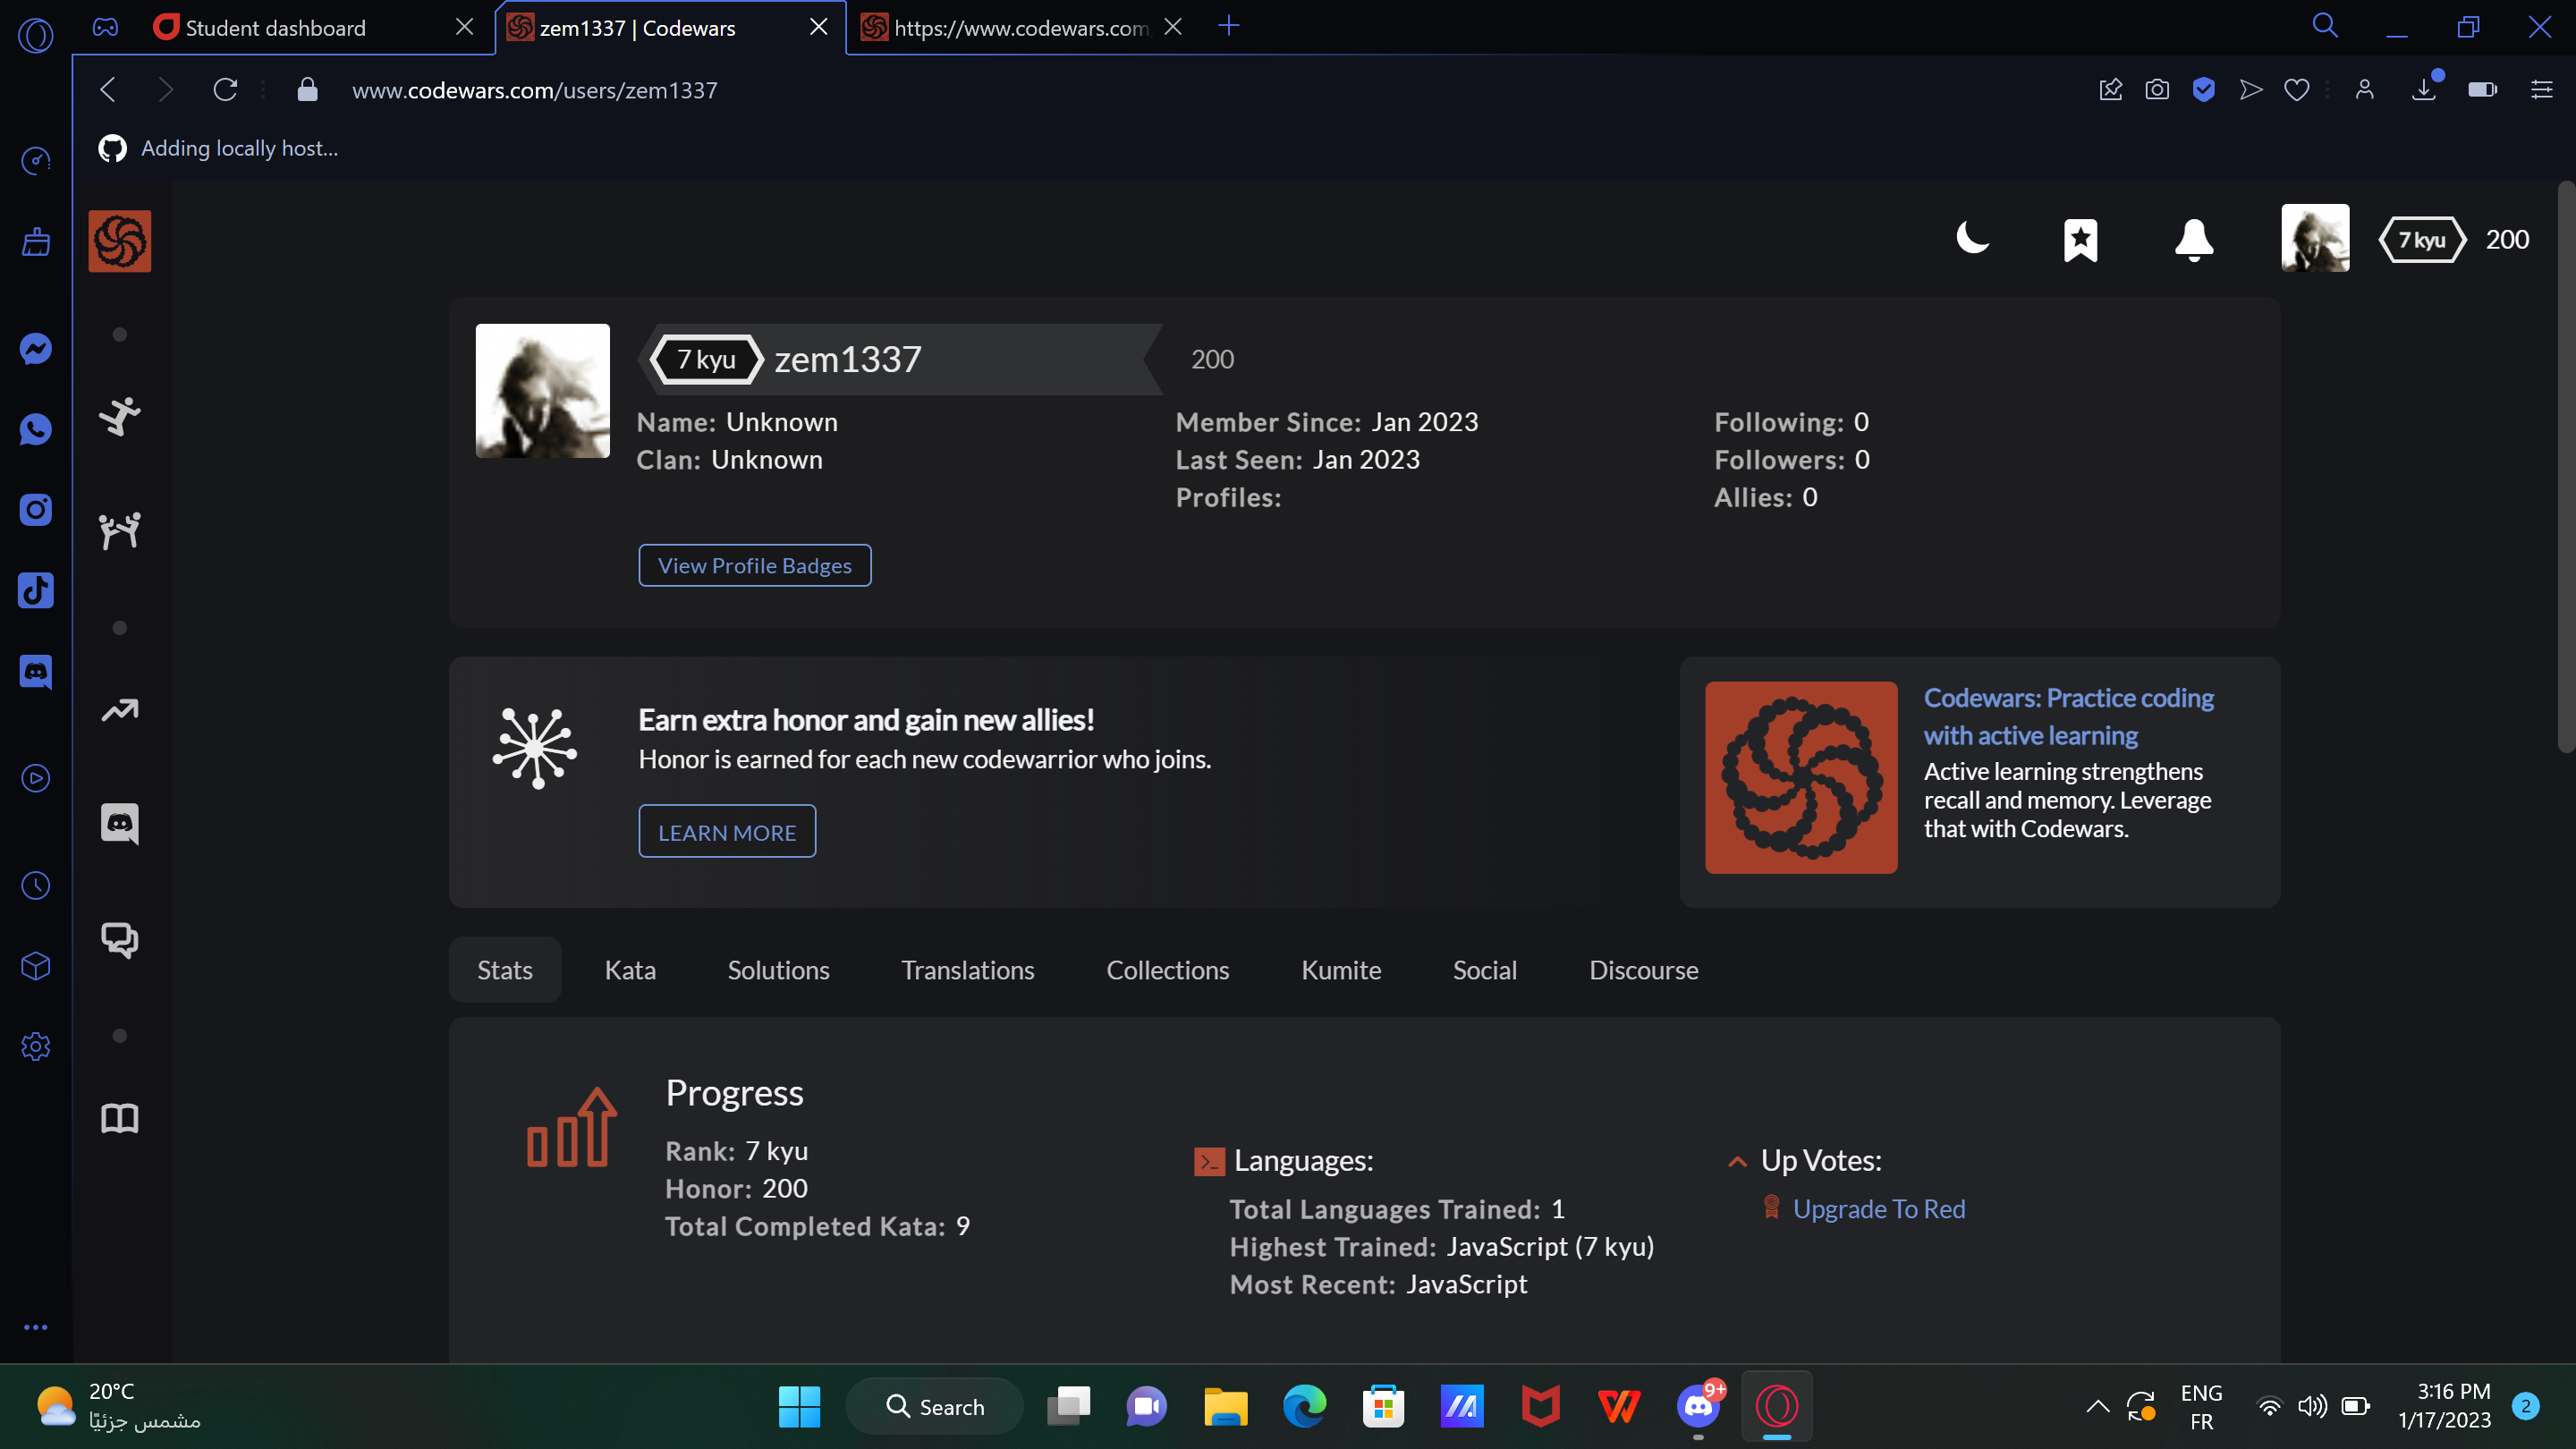 Student dashboard
zem1337 | Codewars
https://www.codewars.com
www.codewars.com/users/zem1337
Adding locally host...
7 kyu
200
7 kyu
zem1337
200
Name: Unknown
Clan: Unknown
Member Since: Jan 2023
Last Seen: Jan 2023
Profiles:
Following: 0
Followers: 0
Allies: 0
View Profile Badges
Earn extra honor and gain new allies!
Honor is earned for each new codewarrior who joins.
LEARN MORE
Codewars: Practice coding
with active learning
Active learning strengthens
recall and memory. Leverage
that with Codewars.
Stats
Kata
Solutions
Translations
Collections
Kumite
Social
Discourse
Progress
Rank: 7 kyu
Honor: 200
Total Completed Kata: 9
Languages:
Total Languages Trained: 1
Highest Trained: JavaScript (7 kyu)
Most Recent: JavaScript
Up Votes:
Upgrade To Red
20°C
مشمس جزئيًا
Search
9+
ENG
FR
3:16 PM
1/17/2023
2